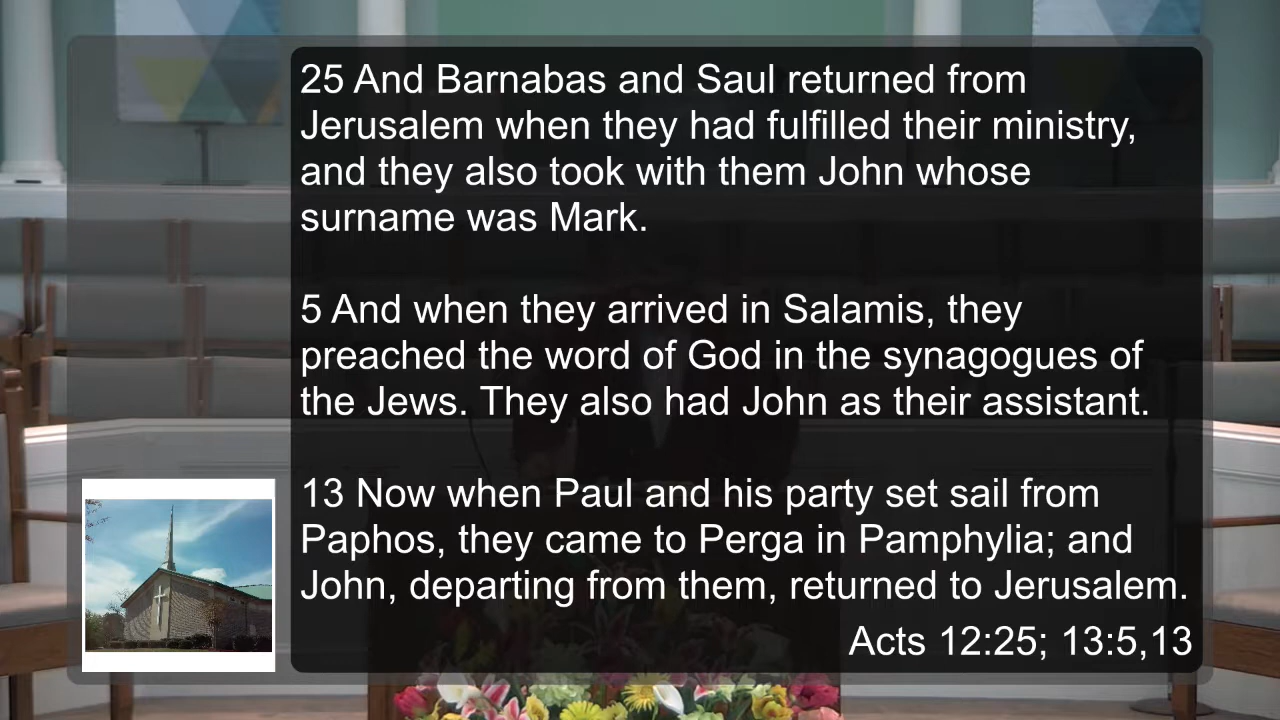 25 And Barnabas and Saul returned from
Jerusalem when they had fulfilled their ministry,
and they also took with them John whose
surname was Mark.
5 And when they arrived in Salamis, they
preached the word of God in the synagogues of
the Jews. They also had John as their assistant.
13 Now when Paul and his party set sail from
Paphos, they came to Perga in Pamphylia; and
John, departing from them, returned to Jerusalem.
Acts 12:25; 13:5,13